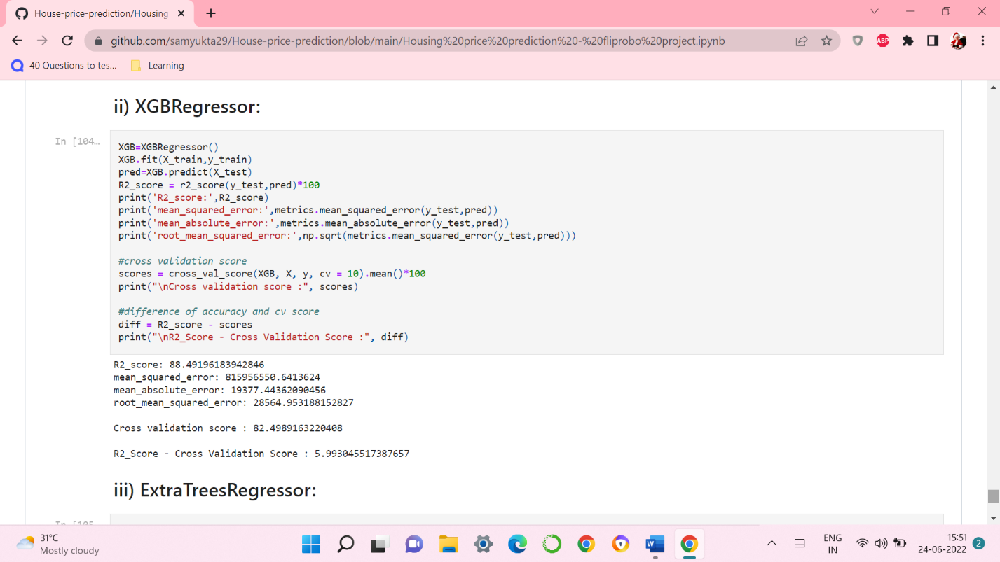 House-price-prediction/Housing
github.com/samyukta29/House-price-prediction/blob/main/Housing%20price%20prediction%20-%20fliprobo%20project.ipynb
ABP
40 Questions to tes...
Learning
ii) XGBRegressor:
In [104…
XGB=XGBRegressor()
XGB.fit(X_train,y_train)
pred=XGB.predict(X_test)
R2_score = r2_score(y_test,pred)*100
print('R2_score:',R2_score)
print('mean_squared_error:',metrics.mean_squared_error(y_test,pred))
print('mean_absolute_error:',metrics.mean_absolute_error(y_test,pred))
print('root_mean_squared_error:',np.sqrt(metrics.mean_squared_error(y_test,pred)))
#cross validation score
scores = cross_val_score(XGB, X, y, cv = 10).mean()*100
print("\nCross validation score :", scores)
#difference of accuracy and cv score
diff = R2_score - scores
print("\nR2_Score - Cross Validation Score :", diff)
R2_score: 88.49196183942846
mean_squared_error: 815956550.6413624
mean_absolute_error: 19377.44362090456
root_mean_squared_error: 28564.953188152827
Cross validation score : 82.4989163220408
R2_Score - Cross Validation Score : 5.993045517387657
iii) ExtraTreesRegressor:
In [105
31°C
Mostly cloudy
W
ENG
IN
15:51
24-06-2022
2